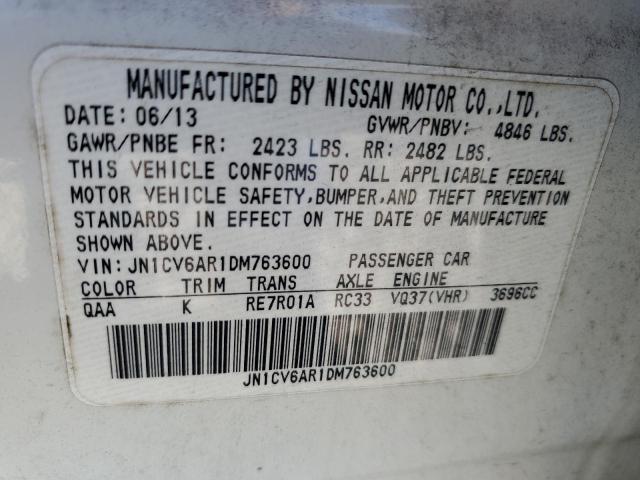 MANUFACTURED BY NISSAN MOTOR CO.,LTD.
DATE: 06/13 GVWR/PNBV: 4846 LBS.
GAWR/PNBE FR: 2423 LBS. RR: 2482 LBS.
THIS VEHICLE CONFORMS TO ALL APPLICABLE FEDERAL
MOTOR VEHICLE SAFETY,BUMPER,AND THEFT PREVENTION
STANDARDS IN EFFECT ON THE DATE OF MANUFACTURE
SHOWN ABOVE.
VIN:JN1CV6AR1DM763600 PASSENGER CAR
COLOR TRIM TRANS AXLE ENGINE
QAA K RE7R01A RC33 VQ37(VHR) 3696CC
JN1CV6AR1DM763600